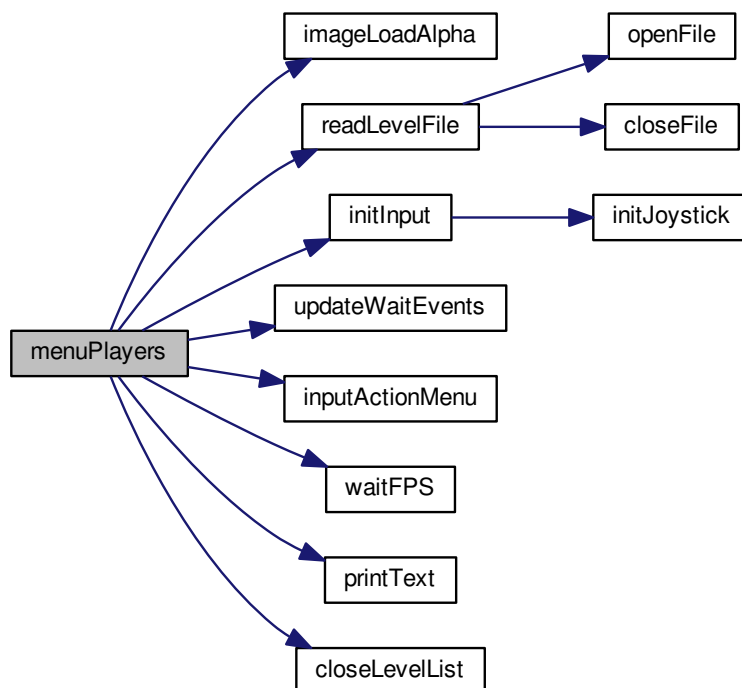 imageLoadAlpha
openFile
readLevelFile
closeFile
initInput
initJoystick
updateWaitEvents
menuPlayers
inputActionMenu
waitFPS
printText
closeLevelList